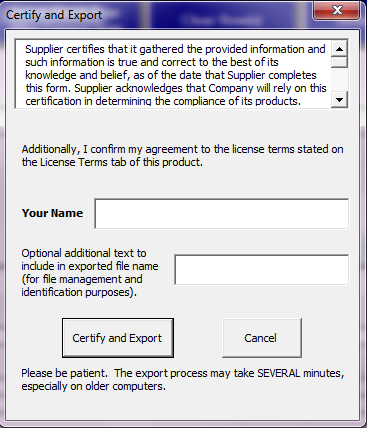 Certify and Export
Supplier certifies that it gathered the provided information and
such information is true and correct to the best of its
knowledge and belief, as of the date that Supplier completes
this form. Supplier acknowledges that Company will rely on this
certification in determining the compliance of its products.
Additionally, I confirm my agreement to the license terms stated on
the License Terms tab of this product.
Your Name
Optional additional text to
include in exported file name
(for file management and
identification purposes).
Certify and Export
Cancel
Please be patient. The export process may take SEVERAL minutes,
especially on older computers.